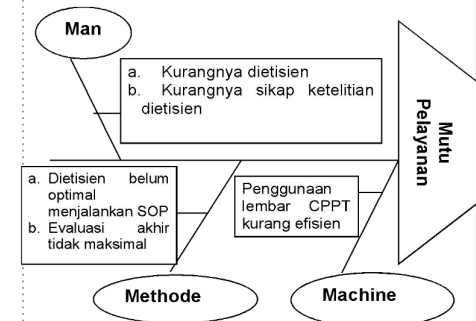 Man
a. Kurangnya dietisien
b. Kurangnya sikap ketelitian
dietisien
Mutu
Pelayanan
a. Dietisien belum
optimal
menjalankan SOP
b. Evaluasi akhir
tidak maksimal
Penggunaan
lembar CPPT
kurang efisien
Methode
Machine